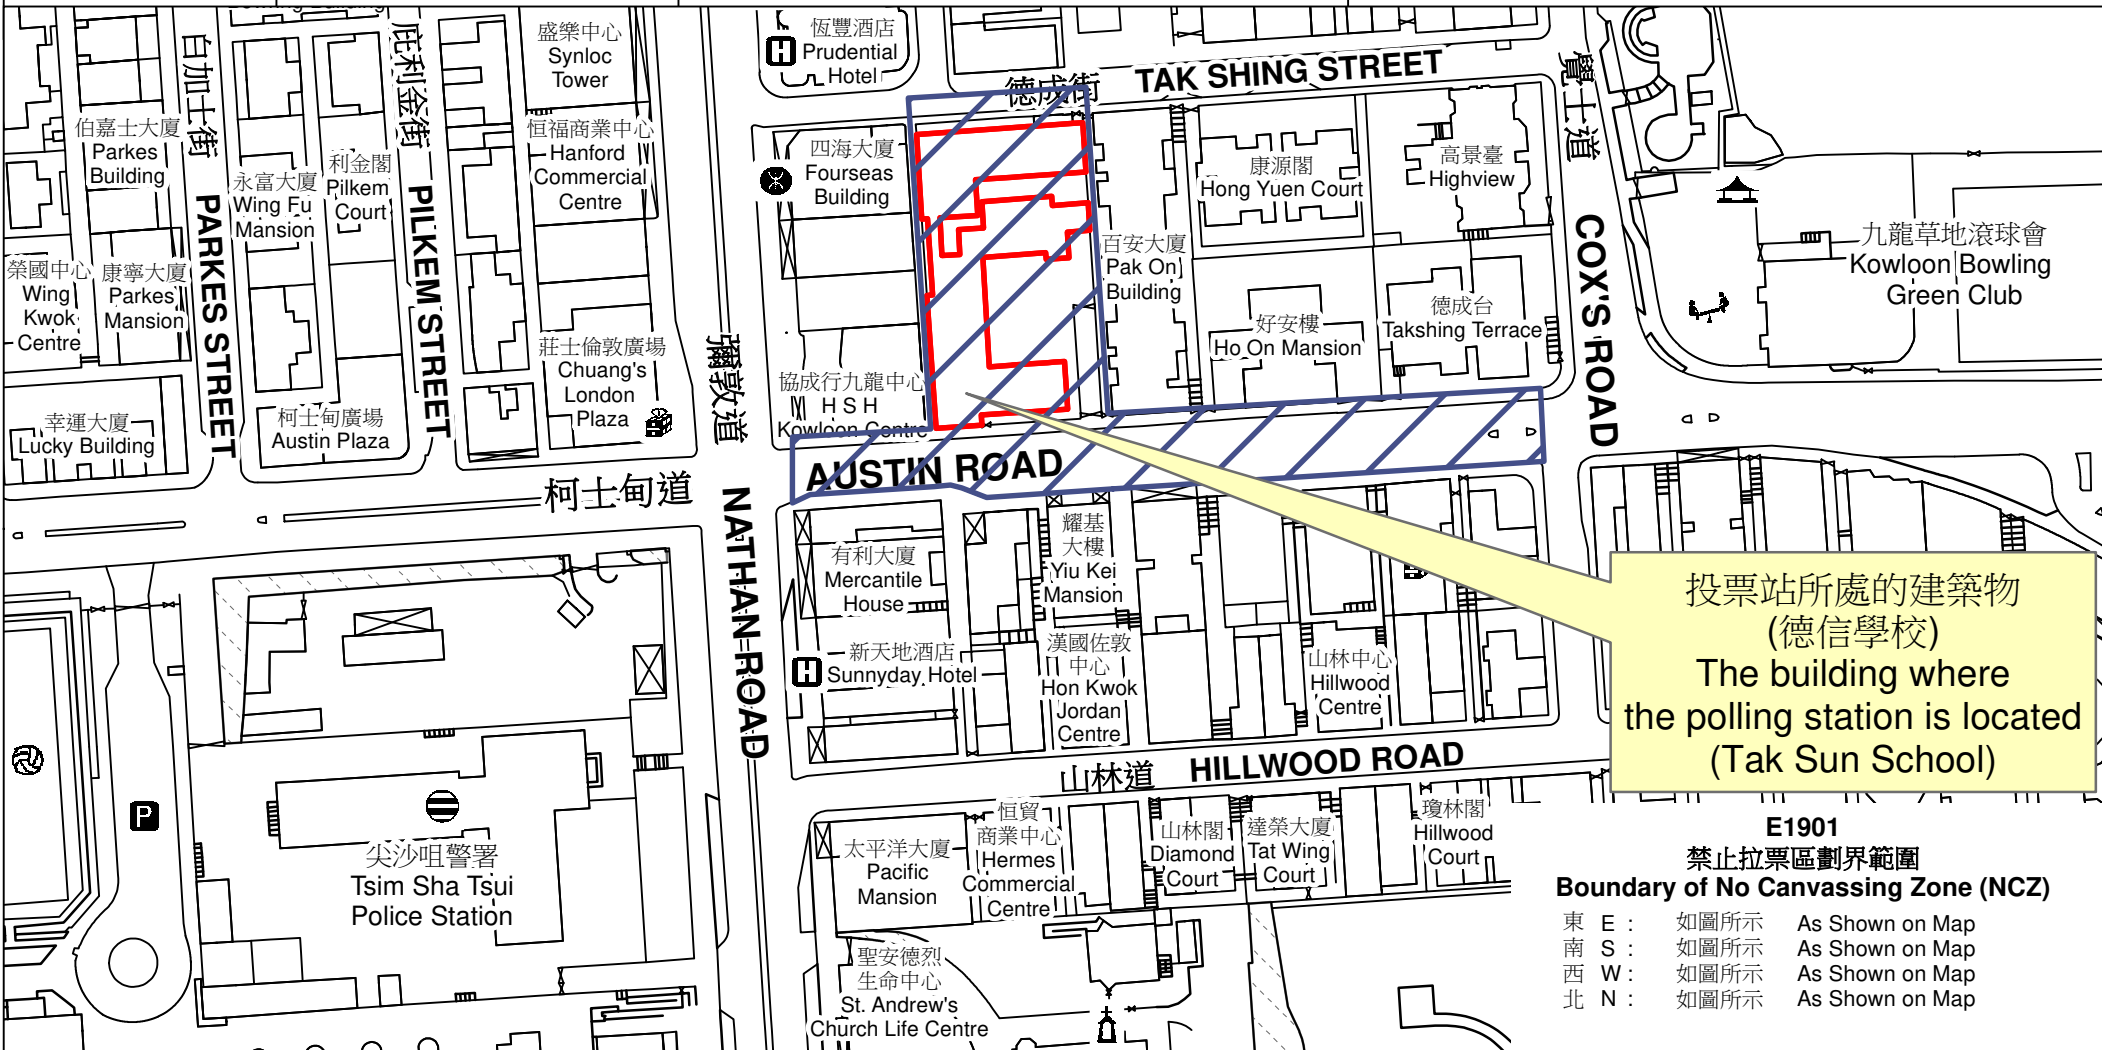 盛樂中心
Synloc
Tower
恆豐酒店
Prudential
Hotel
德成街
TAK SHING STREET
白加士街
PARKES STREET
庇利金街
PILKEM STREET
覺士道
COX'S ROAD
伯嘉士大廈
Parkes
Building
永富大廈
Wing Fu
Mansion
利金閣
Pilkem
Court
恒福商業中心
Hanford
Commercial
Centre
四海大廈
Fourseas
Building
康源閣
Hong Yuen Court
高景臺
Highview
九龍草地滾球會
Kowloon Bowling
Green Club
榮國中心
Wing
Kwok
Centre
康寧大廈
Parkes
Mansion
百安大廈
Pak On
Building
好安樓
Ho On Mansion
德成台
Takshing Terrace
莊士倫敦廣場
Chuang's
London
Plaza
彌敦道
NATHAN ROAD
協成行九龍中心
H S H
Kowloon Centre
幸運大廈
Lucky Building
柯士甸廣場
Austin Plaza
柯士甸道
AUSTIN ROAD
有利大廈
Mercantile
House
耀基
大樓
Yiu Kei
Mansion
新天地酒店
Sunnyday Hotel
漢國佐敦
中心
Hon Kwok
Jordan
Centre
山林中心
Hillwood
Centre
投票站所處的建築物
(德信學校)
The building where
the polling station is located
(Tak Sun School)
山林道
HILLWOOD ROAD
P
尖沙咀警署
Tsim Sha Tsui
Police Station
太平洋大廈
Pacific
Mansion
恒貿
商業中心
Hermes
Commercial
Centre
山林閣
Diamond
Court
達榮大廈
Tat Wing
Court
瓊林閣
Hillwood
Court
聖安德烈
生命中心
St. Andrew's
Church Life Centre
E1901
禁止拉票區劃界範圍
Boundary of No Canvassing Zone (NCZ)
東 E : 如圖所示 As Shown on Map
南 S : 如圖所示 As Shown on Map
西 W : 如圖所示 As Shown on Map
北 N : 如圖所示 As Shown on Map